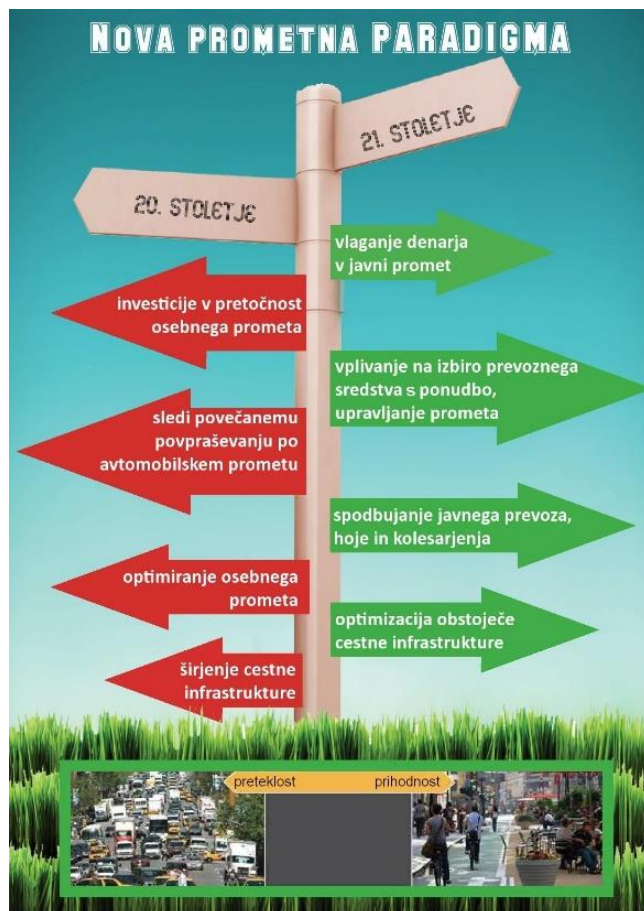 NOVA PROMETNA PARADIGMA
21. STOLETJE
20. STOLETJE
vlaganje denarja
v javni promet
investicije v pretočnost
osebnega prometa
vplivanje na izbiro prevoznega
sredstva s ponudbo,
upravljanje prometa
sledi povečanemu
povpraševanju po
avtomobilskem prometu
spodbujanje javnega prevoza,
hoje in kolesarjenja
optimiranje osebnega
prometa
optimizacija obstoječe
cestne infrastrukture
širjenje cestne
infrastrukture
preteklost
prihodnost